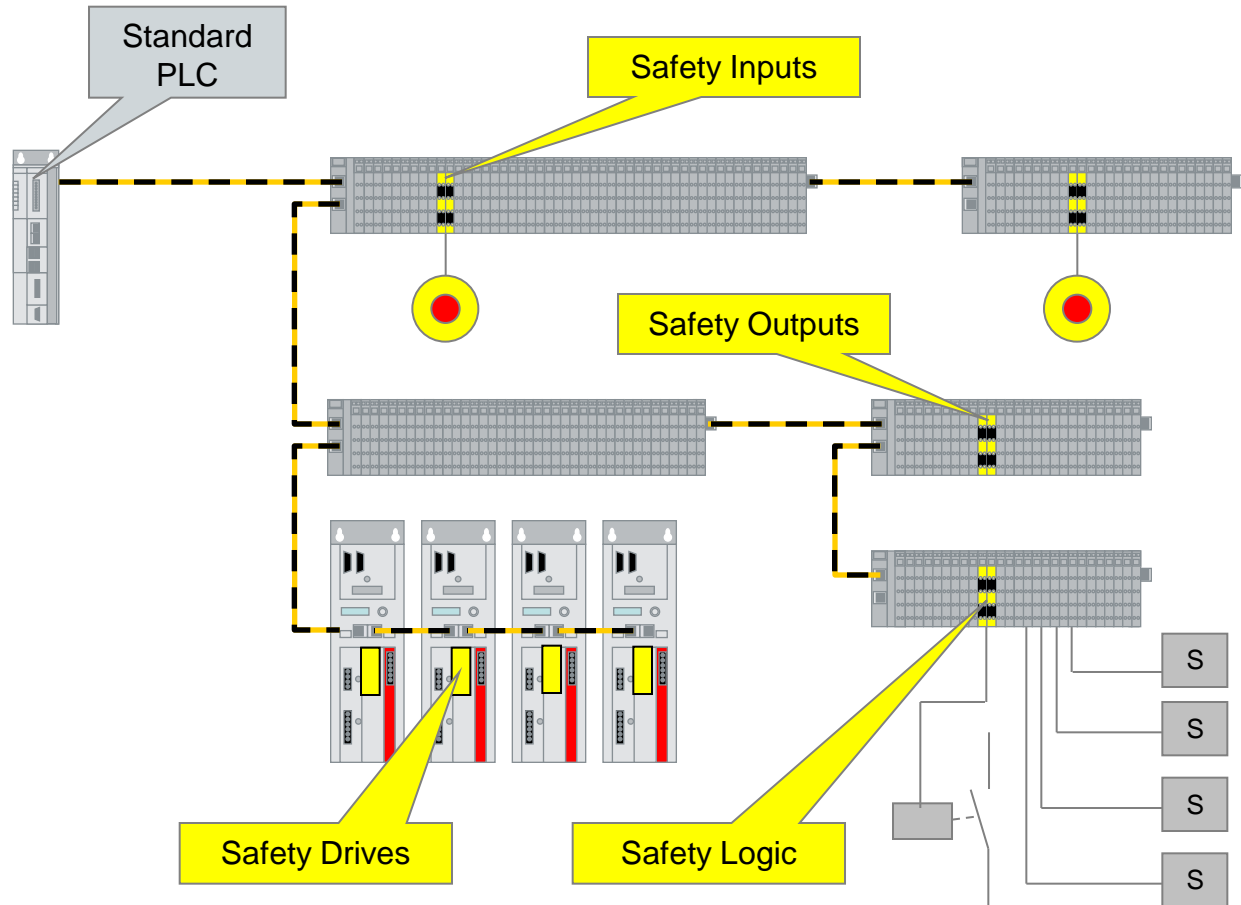 Standard
PLC
Safety Inputs
Safety Outputs
S
S
S
S
Safety Drives
Safety Logic